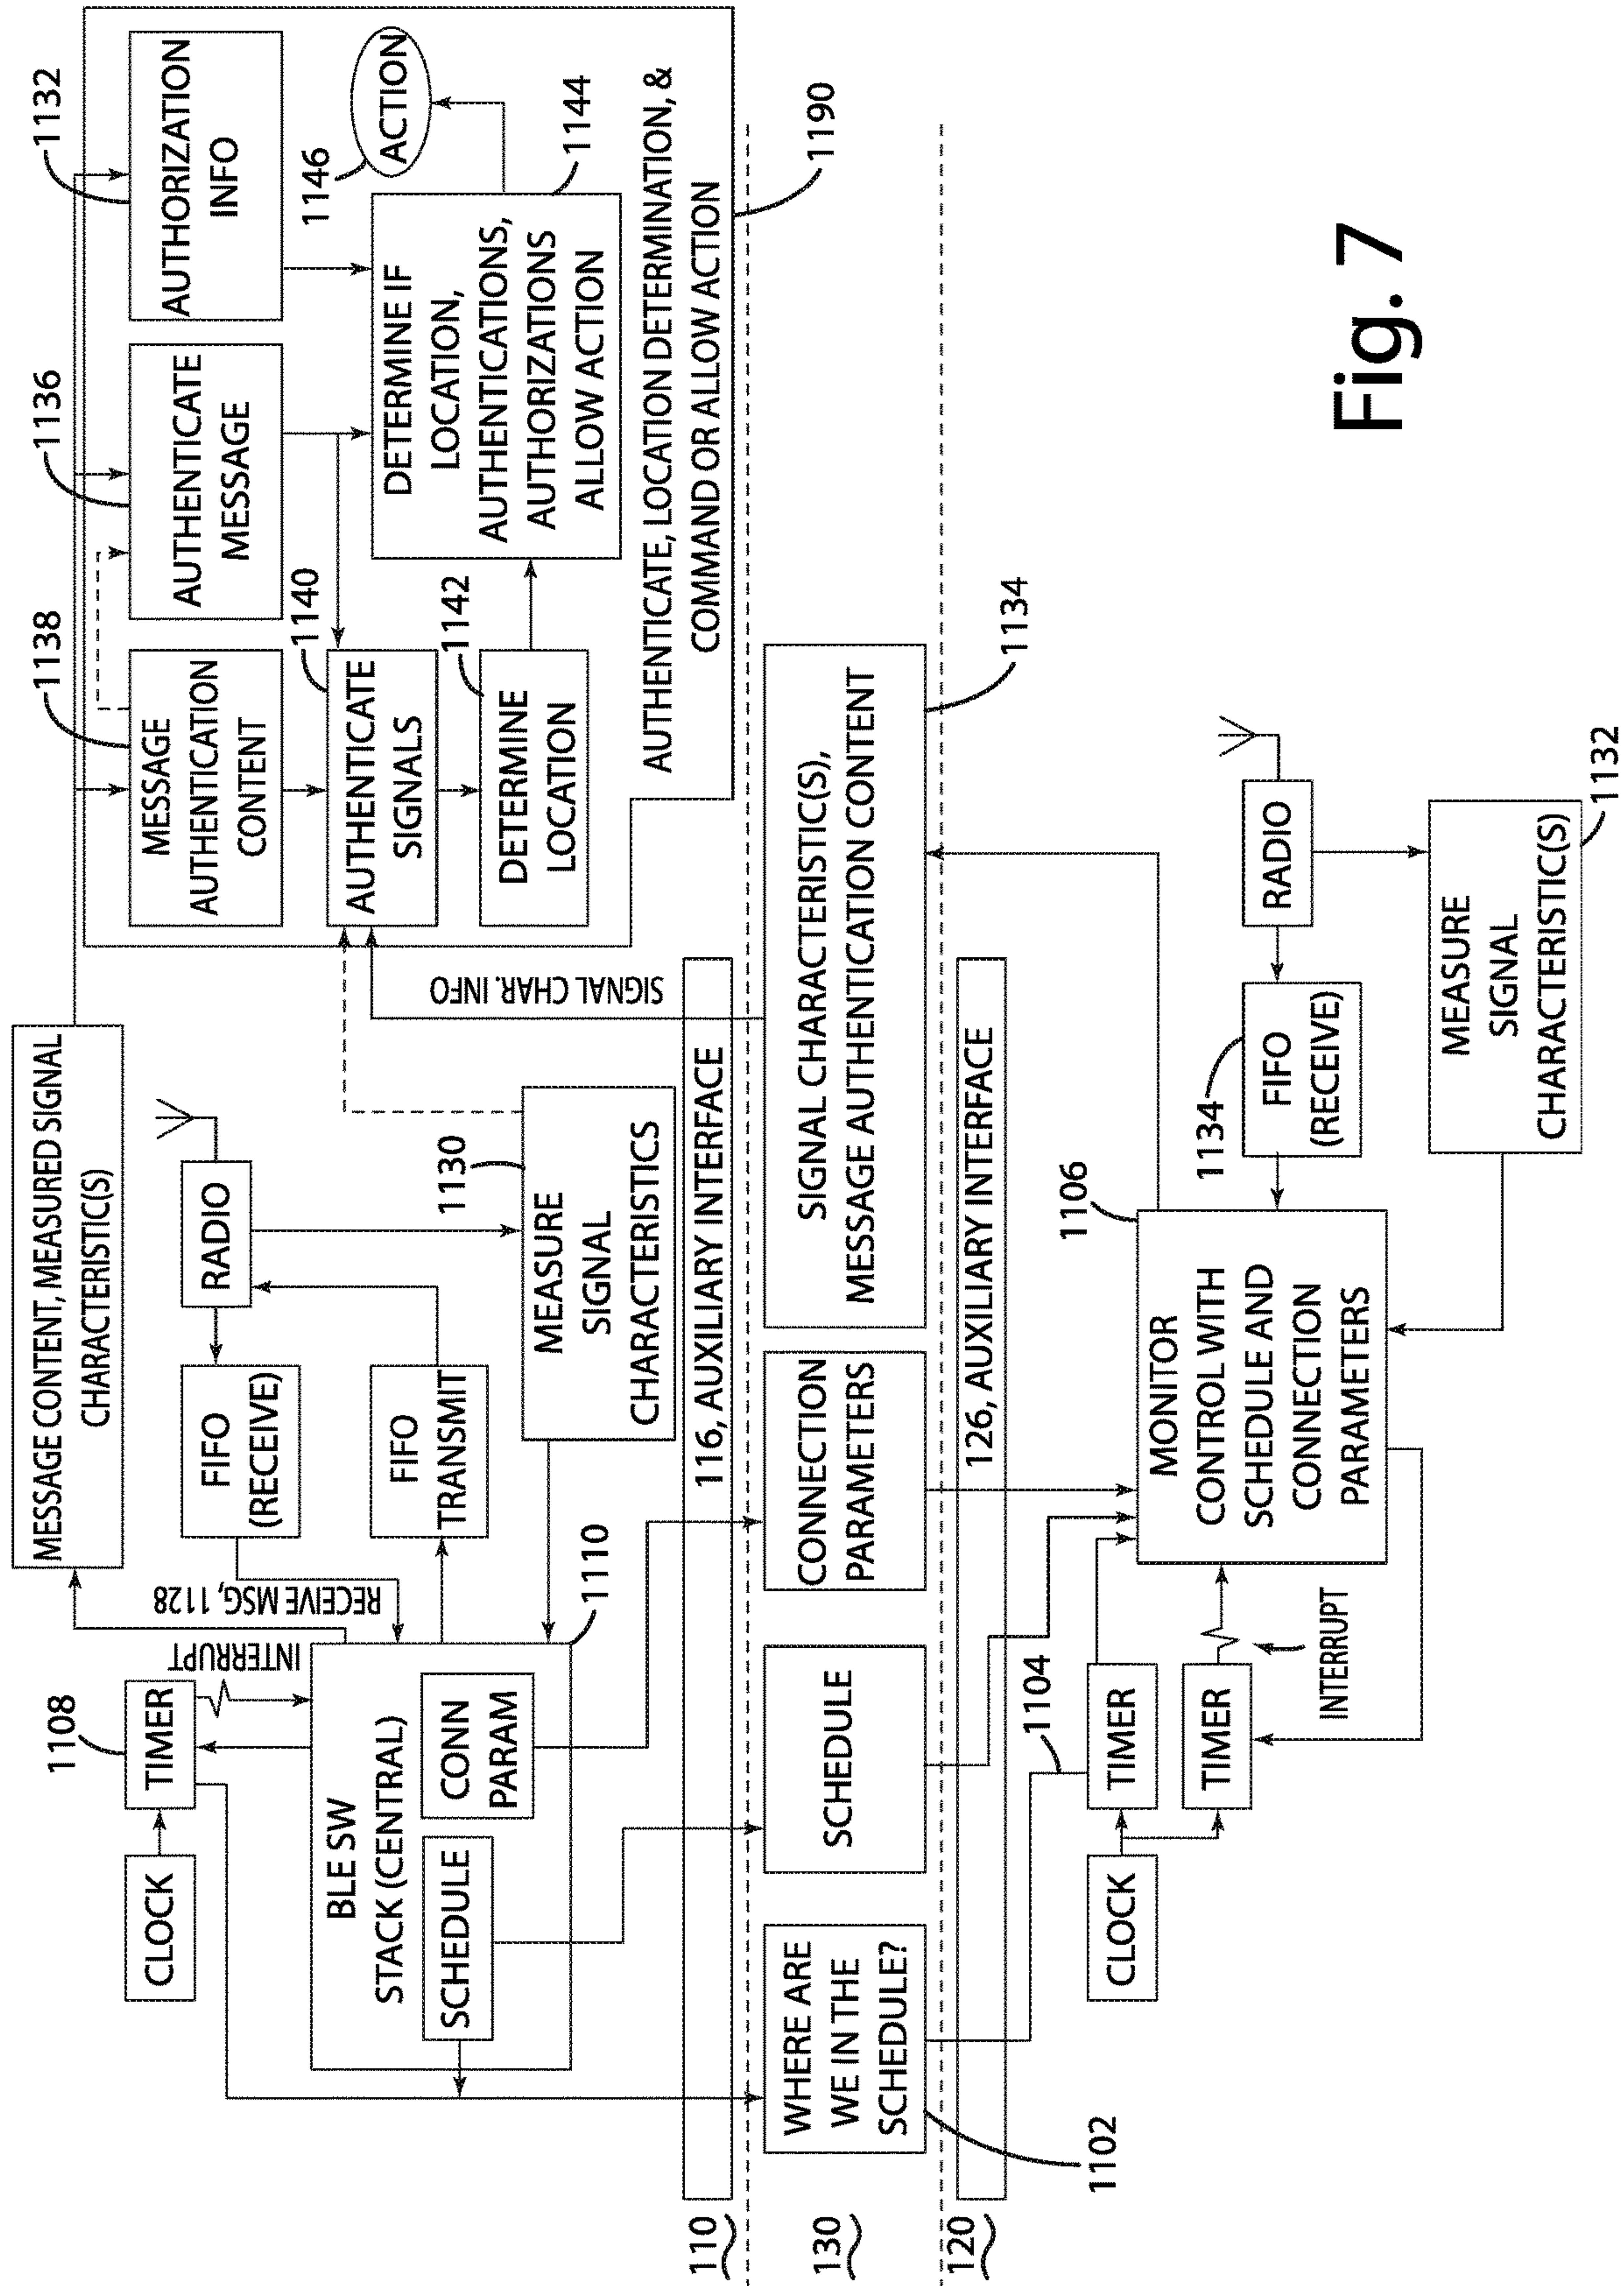 MESSAGE CONTENT, MEASURED SIGNAL
CHARACTERISTIC(S)
1108
CLOCK
TIMER
INTERRUPT
RECEIVE MSG, 1128
FIFO
(RECEIVE)
RADIO
BLE SW
STACK (CENTRAL)
SCHEDULE
CONN
PARAM
1110
FIFO
TRANSMIT
1130
MEASURE
SIGNAL
CHARACTERISTICS
SIGNAL CHAR. INFO
1138
MESSAGE
AUTHENTICATION
CONTENT
1136
AUTHENTICATE
MESSAGE
1132
AUTHORIZATION
INFO
1140
AUTHENTICATE
SIGNALS
1142
DETERMINE
LOCATION
1146
ACTION
DETERMINE IF
LOCATION,
AUTHENTICATIONS,
AUTHORIZATIONS
ALLOW ACTION
1144
AUTHENTICATE, LOCATION DETERMINATION, &
COMMAND OR ALLOW ACTION
1190
110
116, AUXILIARY INTERFACE
130
WHERE ARE
WE IN THE
SCHEDULE?
1102
SCHEDULE
CONNECTION
PARAMETERS
SIGNAL CHARACTERISTIC(S),
MESSAGE AUTHENTICATION CONTENT
1134
120
126, AUXILIARY INTERFACE
1104
CLOCK
TIMER
TIMER
INTERRUPT
1106
MONITOR
CONTROL WITH
SCHEDULE AND
CONNECTION
PARAMETERS
1134
FIFO
(RECEIVE)
RADIO
MEASURE
SIGNAL
CHARACTERISTIC(S)
1132
Fig. 7